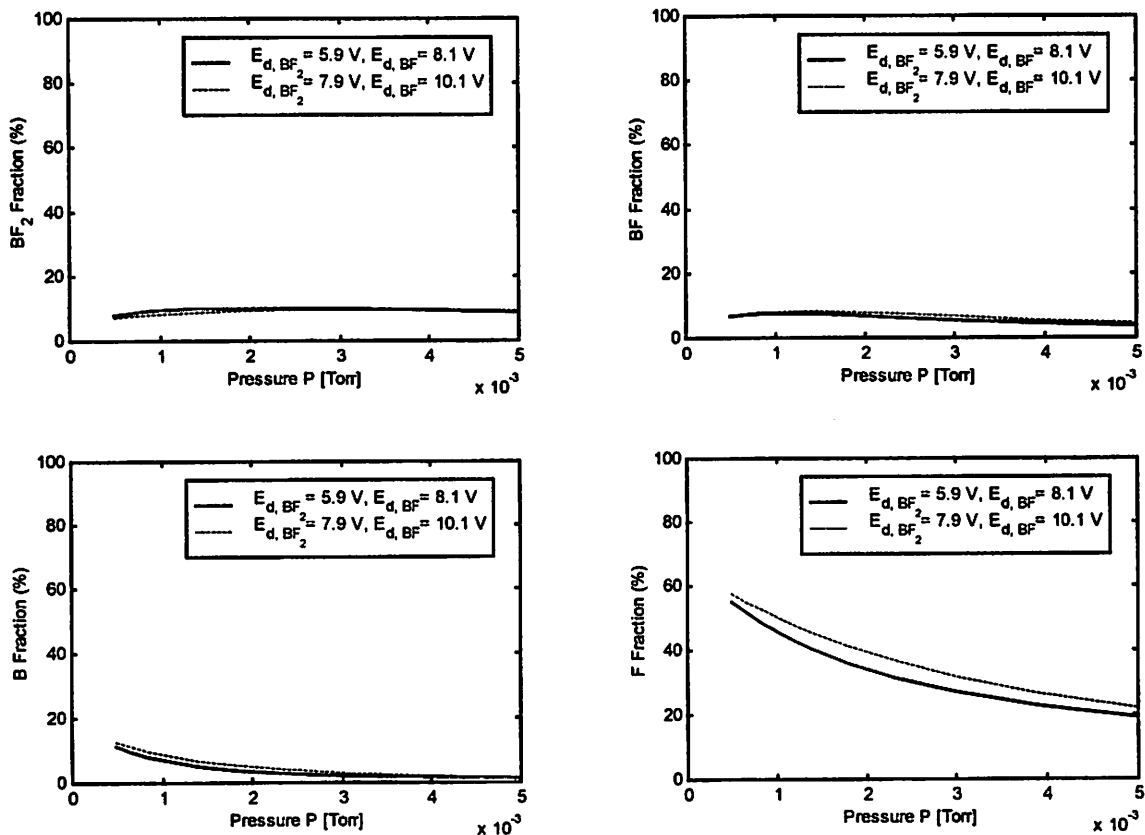 100
80
60
40
20
0
BF2 Fraction (%)
Ed, BF2= 5.9 V, Ed, BF= 8.1 V
Ed, BF2= 7.9 V, Ed, BF= 10.1 V
0 1 2 3 4 5
Pressure P [Torr]
x 10-3
100
80
60
40
20
0
BF Fraction (%)
Ed, BF2= 5.9 V, Ed, BF= 8.1 V
Ed, BF2= 7.9 V, Ed, BF= 10.1 V
0 1 2 3 4 5
Pressure P [Torr]
x 10-3
100
80
60
40
20
0
B Fraction (%)
Ed, BF2= 5.9 V, Ed, BF= 8.1 V
Ed, BF2= 7.9 V, Ed, BF= 10.1 V
0 1 2 3 4 5
Pressure P [Torr]
x 10-3
100
80
60
40
20
0
F Fraction (%)
Ed, BF2= 5.9 V, Ed, BF= 8.1 V
Ed, BF2= 7.9 V, Ed, BF= 10.1 V
0 1 2 3 4 5
Pressure P [Torr]
x 10-3